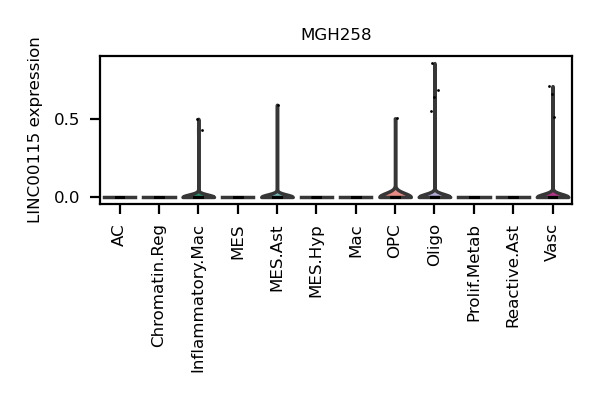 MGH258
LINC00115 expression
0.5
0.0
AC
Chromatin.Reg
Inflammatory.Mac
MES
MES.Ast
MES.Hyp
Mac
OPC
Oligo
Prolif.Metab
Reactive.Ast
Vasc